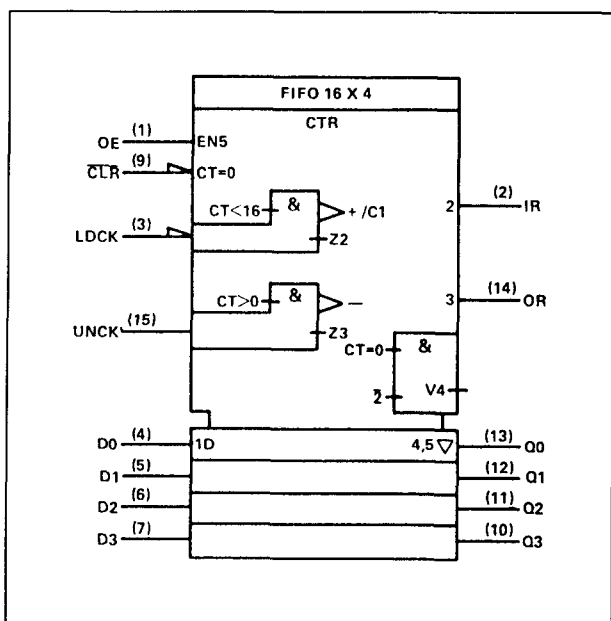 FIFO 16 X 4
CTR
OE (1) EN5
CLR (9) CT=0
CT<16 & + /C1
2 (2) IR
LDCK (3) Z2
CT>0 & —
3 (14) OR
UNCK (15) Z3
CT=0 &
2 V4
D0 (4) 1D 4,5 ▽ (13) Q0
D1 (5) (12) Q1
D2 (6) (11) Q2
D3 (7) (10) Q3